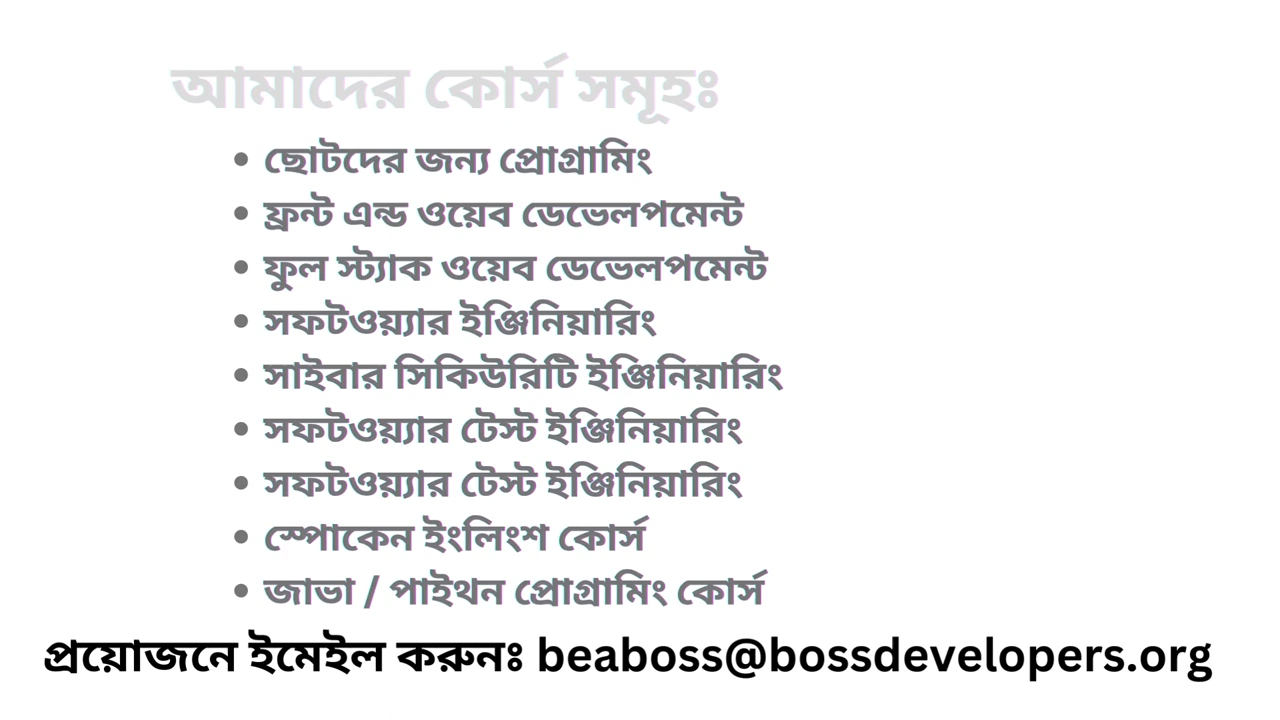 আমাদের কোর্স সমূহঃ
• ছোটদের জন্য প্রোগ্রামিং
• ফ্রন্ট এন্ড ওয়েব ডেভেলপমেন্ট
• ফুল স্ট্যাক ওয়েব ডেভেলপমেন্ট
• সফটওয়্যার ইঞ্জিনিয়ারিং
• সাইবার সিকিউরিটি ইঞ্জিনিয়ারিং
• সফটওয়্যার টেস্ট ইঞ্জিনিয়ারিং
• সফটওয়্যার টেস্ট ইঞ্জিনিয়ারিং
• স্পোকেন ইংলিংশ কোর্স
• জাভা / পাইথন প্রোগ্রামিং কোর্স
প্রয়োজনে ইমেইল করুনঃ beaboss@bossdevelopers.org